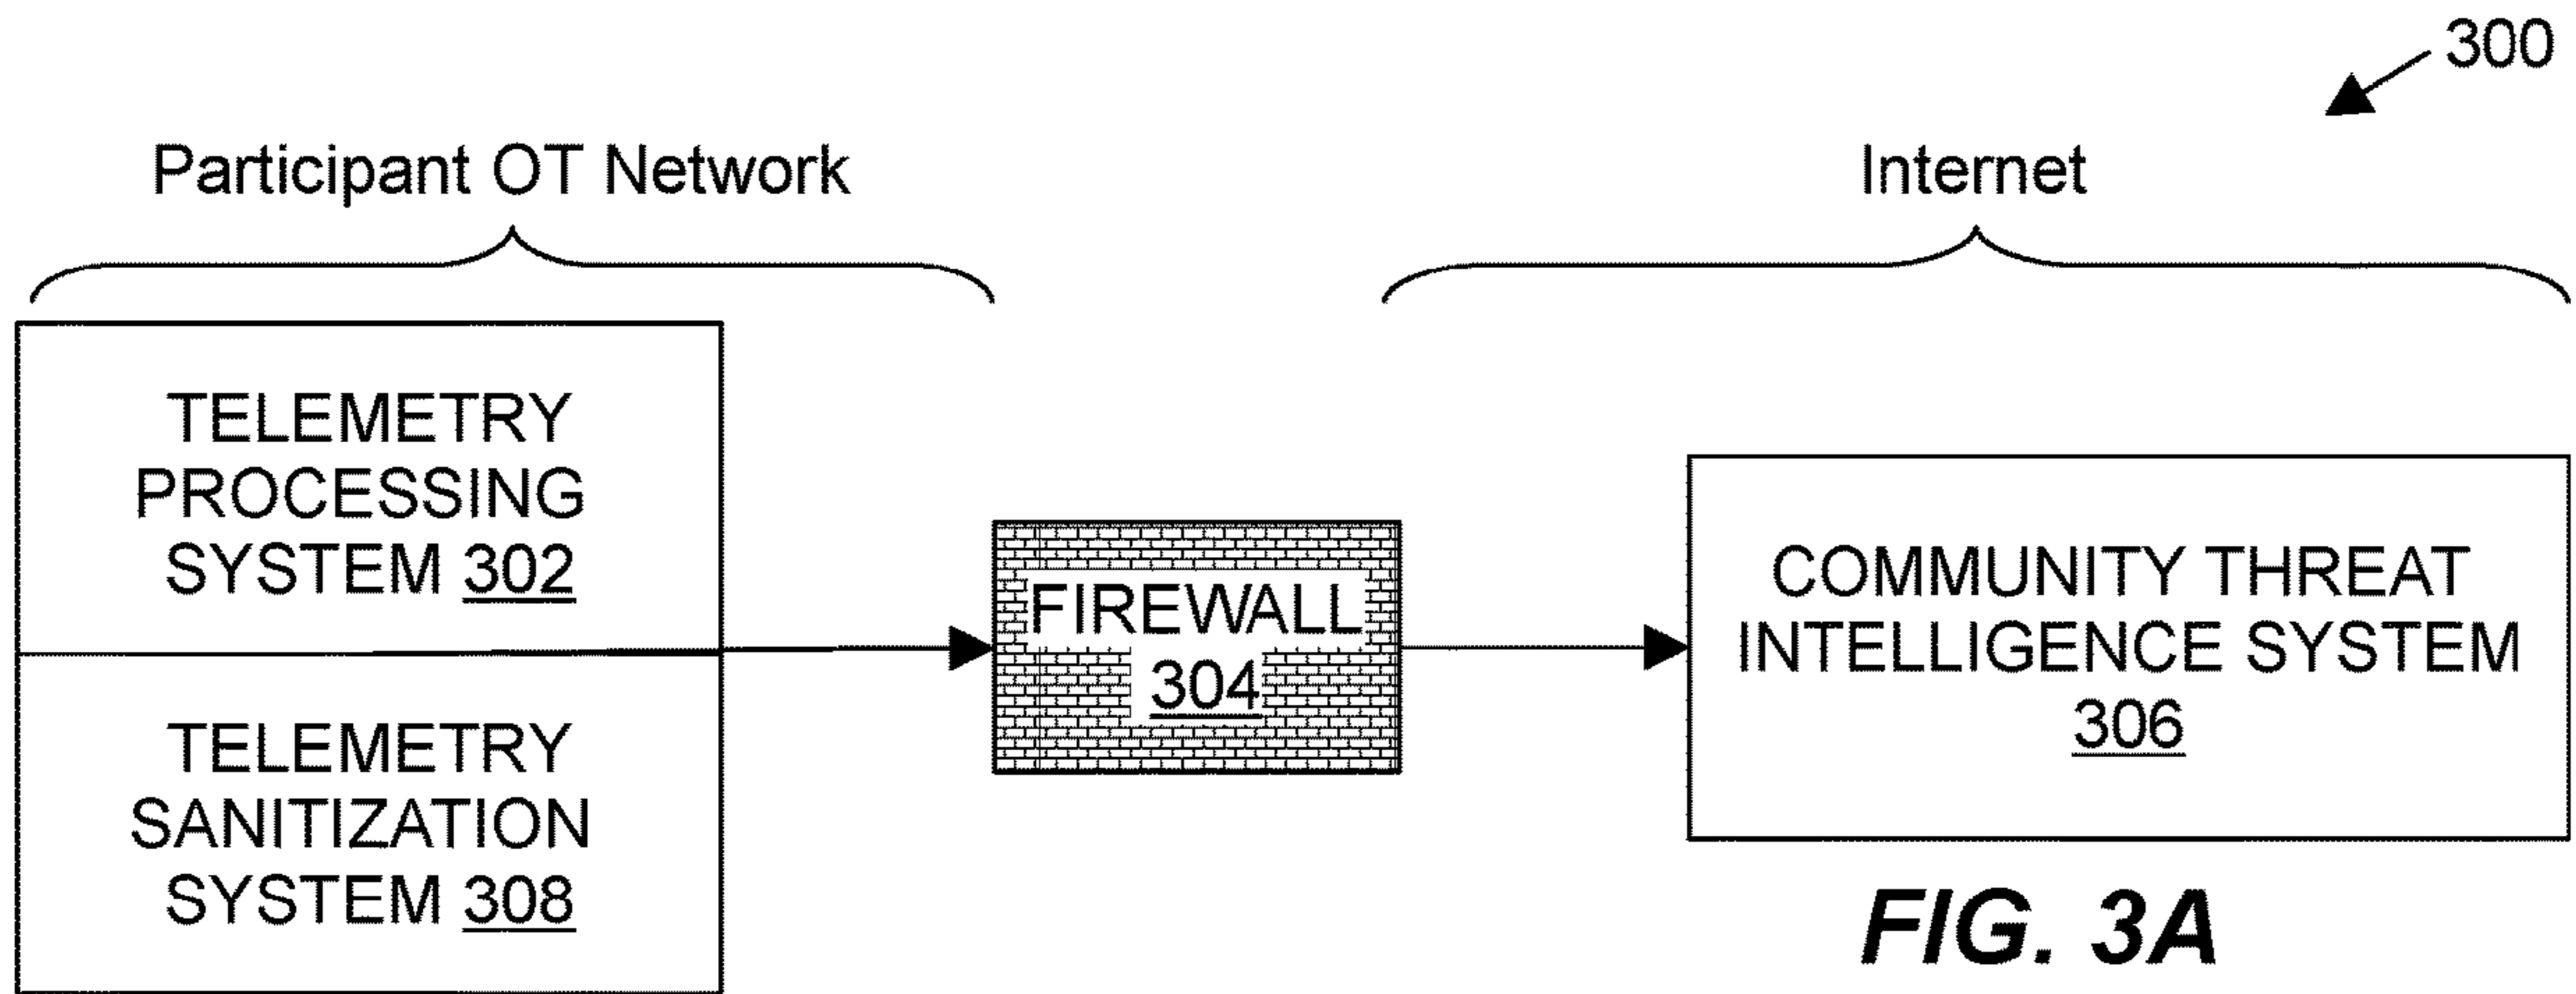 300
Participant OT Network
Internet
TELEMETRY
PROCESSING
SYSTEM 302
TELEMETRY
SANITIZATION
SYSTEM 308
FIREWALL
304
COMMUNITY THREAT
INTELLIGENCE SYSTEM
306
FIG. 3A